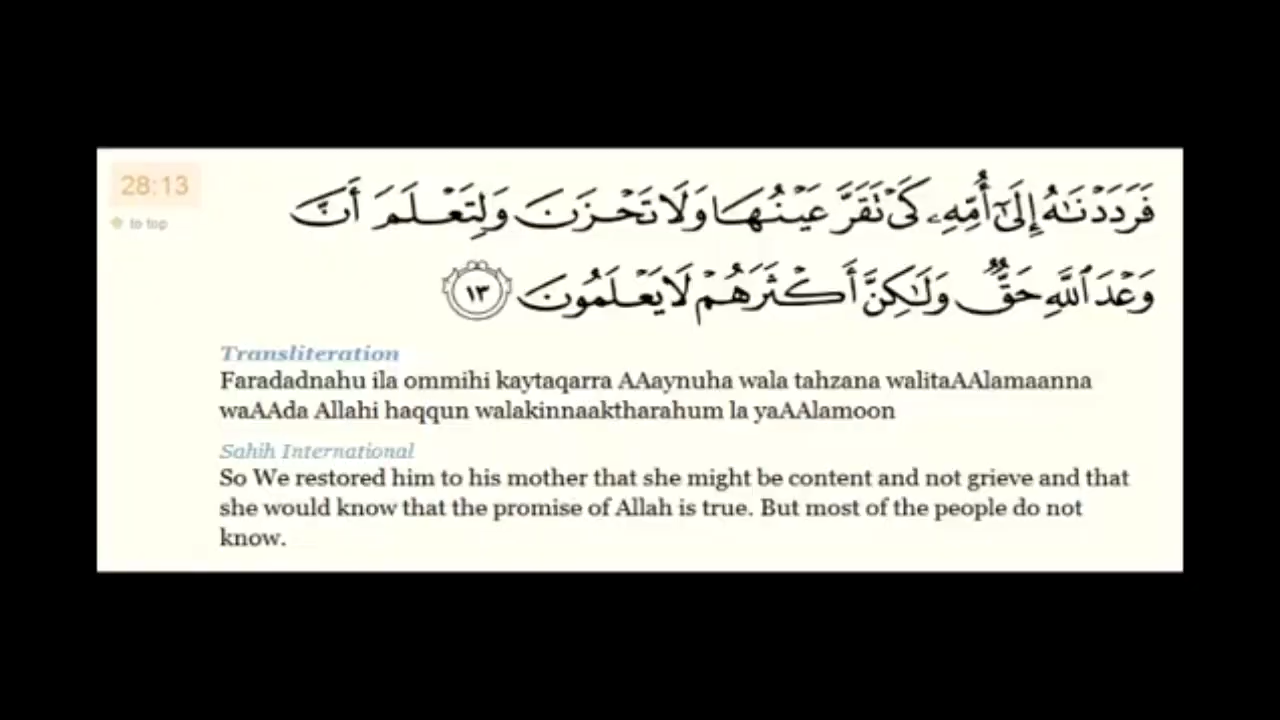 28:13
to top
فَرَدَدْنَٰهُ إِلَىٰٓ أُمِّهِۦ كَىْ تَقَرَّ عَيْنُهَا وَلَا تَحْزَنَ وَلِتَعْلَمَ أَنَّ
وَعْدَ ٱللَّهِ حَقٌّ وَلَٰكِنَّ أَكْثَرَهُمْ لَا يَعْلَمُونَ ١٣
Transliteration
Faradadnahu ila ommihi kaytaqarra AAaynuha wala tahzana walitaAAlamaanna
waAAda Allahi haqqun walakinnaaktharahum la yaAAlamoon
Sahih International
So We restored him to his mother that she might be content and not grieve and that
she would know that the promise of Allah is true. But most of the people do not
know.